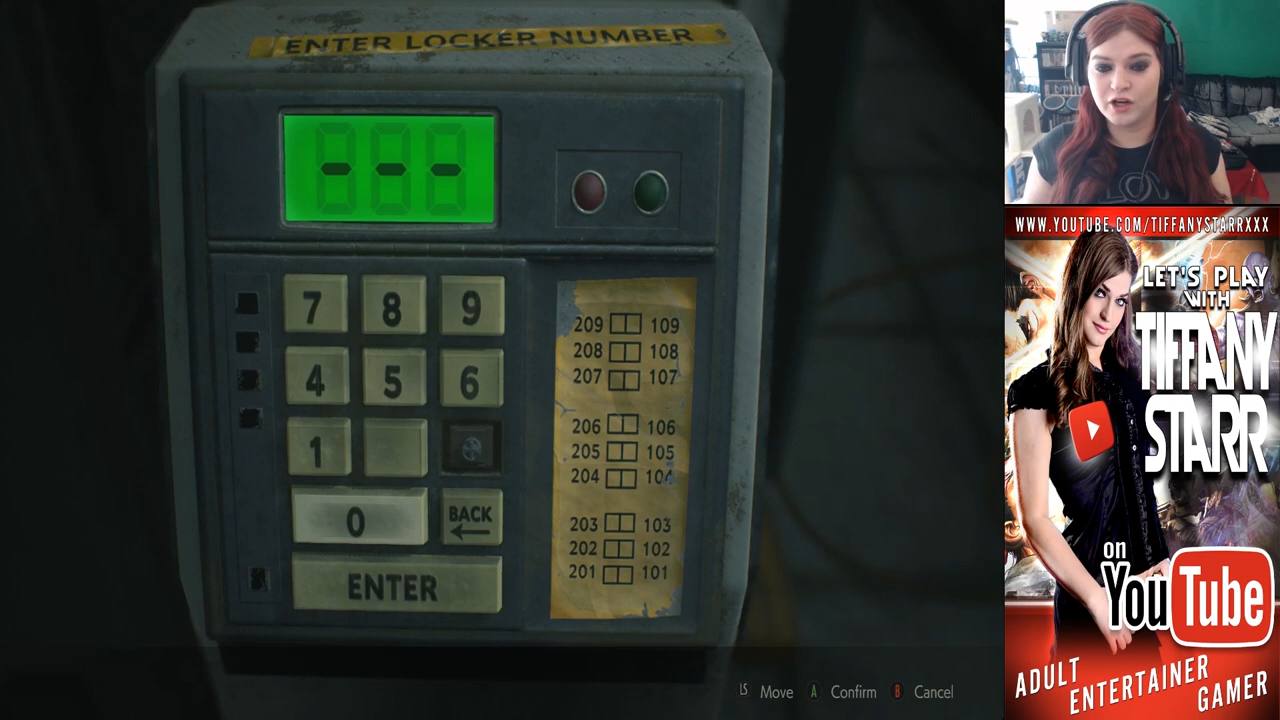 ENTER LOCKER NUMBER
---
7 8 9
4 5 6
1
0 BACK
ENTER
209 109
208 108
207 107
206 106
205 105
204 104
203 103
202 102
201 101
LS Move A Confirm B Cancel
LOV
WWW.YOUTUBE.COM/TIFFANYSTARRXXX
LET'S PLAY
WITH
TIFFANY
STARR
on
YouTube
ADULT
ENTERTAINER
GAMER